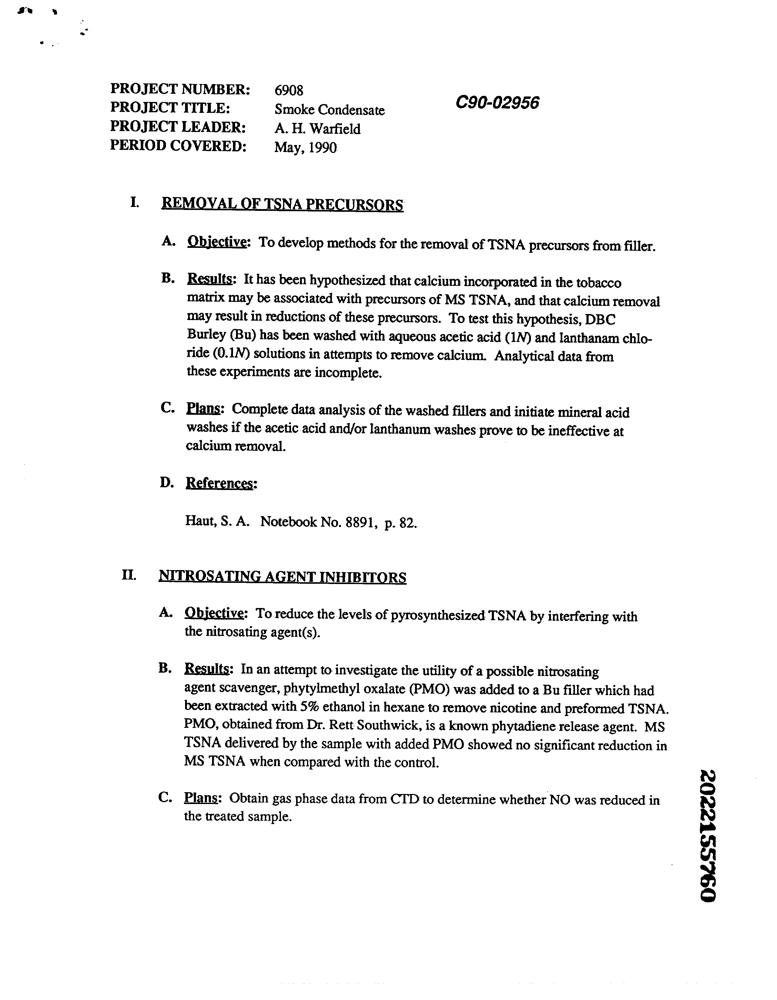 PROJECT NUMBER: 6908
PROJECT TITLE: Smoke Condensate
C90-02956
PROJECT LEADER: A. H. Warfield
PERIOD COVERED: May, 1990
I. REMOVAL OF TSNA PRECURSORS
A. Objective: To develop methods for the removal of TSNA precursors from filler.
B. Results: It has been hypothesized that calcium incorporated in the tobacco
matrix may be associated with precursors of MS TSNA, and that calcium removal
may result in reductions of these precursors. To test this hypothesis, DBC
Burley (Bu) has been washed with aqueous acetic acid (1N) and lanthanam chlo-
ride (0.1N) solutions in attempts to remove calcium. Analytical data from
these experiments are incomplete.
C. Plans: Complete data analysis of the washed fillers and initiate mineral acid
washes if the acetic acid and/or lanthanum washes prove to be ineffective at
calcium removal.
D. References:
Haut, S. A. Notebook No. 8891, p. 82.
II. NITROSATING AGENT INHIBITORS
A. Objective: To reduce the levels of pyrosynthesized TSNA by interfering with
the nitrosating agent(s).
B. Results: In an attempt to investigate the utility of a possible nitrosating
agent scavenger, phytylmethyl oxalate (PMO) was added to a Bu filler which had
been extracted with 5% ethanol in hexane to remove nicotine and preformed TSNA.
PMO, obtained from Dr. Rett Southwick, is a known phytadiene release agent. MS
TSNA delivered by the sample with added PMO showed no significant reduction in
MS TSNA when compared with the control.
C. Plans: Obtain gas phase data from CTD to determine whether NO was reduced in
the treated sample.
2022155760